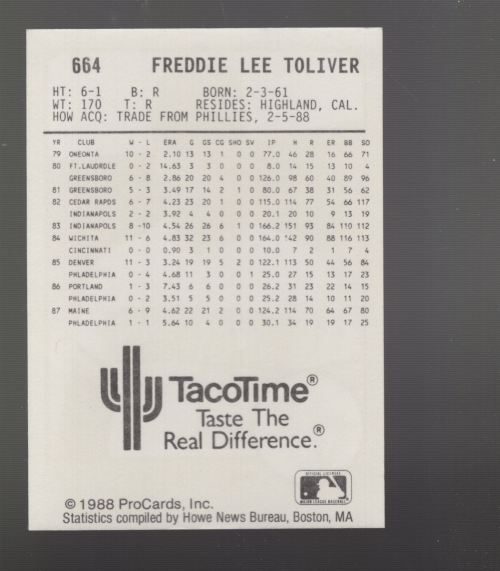 664 FREDDIE LEE TOLIVER
HT: 6-1 B: R BORN: 2-3-61
WT: 170 T: R RESIDES: HIGHLAND, CAL.
HOW ACQ: TRADE FROM PHILLIES, 2-5-88
YR CLUB W - L ERA G GS CG SHO SV IP H R ER BB SO
79 ONEONTA 10 - 2 2.10 13 13 1 0 0 77.0 46 28 16 66 71
80 FT.LAUDRDLE 0 - 2 14.63 3 3 0 0 0 8.0 14 15 13 10 4
GREENSBORO 6 - 8 2.86 20 20 4 0 0 126.0 98 60 40 89 96
81 GREENSBORO 5 - 3 3.49 17 14 2 1 0 80.0 67 38 31 56 62
82 CEDAR RAPDS 6 - 7 4.23 23 20 1 0 0 115.0 114 77 54 66 117
INDIANAPOLS 2 - 2 3.92 4 4 0 0 0 20.1 20 10 9 13 19
83 INDIANAPOLS 8 -10 4.54 26 26 6 1 0 166.2 151 93 84 110 112
84 WICHITA 11 - 6 4.83 32 23 6 0 0 164.0 142 90 88 116 113
CINCINNATI 0 - 0 0.90 3 1 0 0 0 10.0 7 2 1 7 4
85 DENVER 11 - 3 3.24 19 19 5 2 0 122.1 113 50 44 56 84
PHLADELPHIA 0 - 4 4.68 11 3 0 0 1 25.0 27 15 13 17 23
86 PORTLAND 1 - 3 7.43 6 6 0 0 0 26.2 31 23 22 14 15
PHLADELPHIA 0 - 2 3.51 5 5 0 0 0 25.2 28 14 10 11 20
87 MAINE 6 - 9 4.62 22 21 2 0 0 124.2 114 70 64 67 80
PHLADELPHIA 1 - 1 5.64 10 4 0 0 0 30.1 34 19 19 17 25
TacoTime®
Taste The
Real Difference.®
OFFICIAL LICENSEE
MAJOR LEAGUE BASEBALL
© 1988 ProCards, Inc.
Statistics compiled by Howe News Bureau, Boston, MA